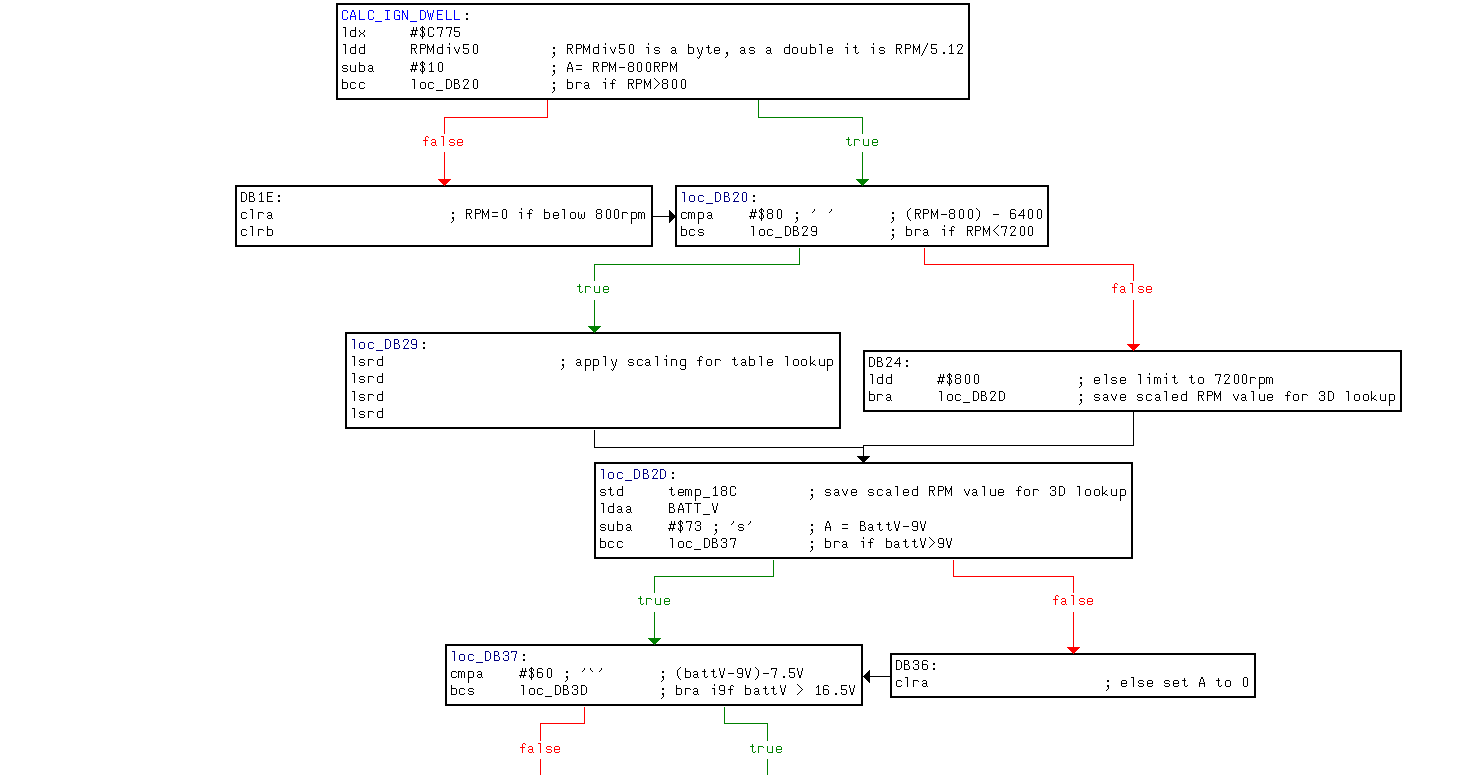 CALC_IGN_DWELL:
ldx #$C775
ldd RPMdiv50 ; RPMdiv50 is a byte, as a double it is RPM/5.12
suba #$10 ; A= RPM-800RPM
bcc loc_DB20 ; bra if RPM>800
false
true
DB1E:
clra ; RPM=0 if below 800rpm
clrb
loc_DB20:
cmpa #$80 ; ' ' ; (RPM-800) - 6400
bcs loc_DB29 ; bra if RPM<7200
true
false
loc_DB29:
lsrd ; apply scaling for table lookup
lsrd
lsrd
lsrd
DB24:
ldd #$800 ; else limit to 7200rpm
bra loc_DB2D ; save scaled RPM value for 3D lookup
loc_DB2D:
std temp_18C ; save scaled RPM value for 3D lookup
ldaa BATT_V
suba #$73 ; 's' ; A = BattV-9V
bcc loc_DB37 ; bra if battV>9V
true
false
loc_DB37:
cmpa #$60 ; '`' ; (battV-9V)-7.5V
bcs loc_DB3D ; bra i9f battV > 16.5V
DB36:
clra ; else set A to 0
false
true